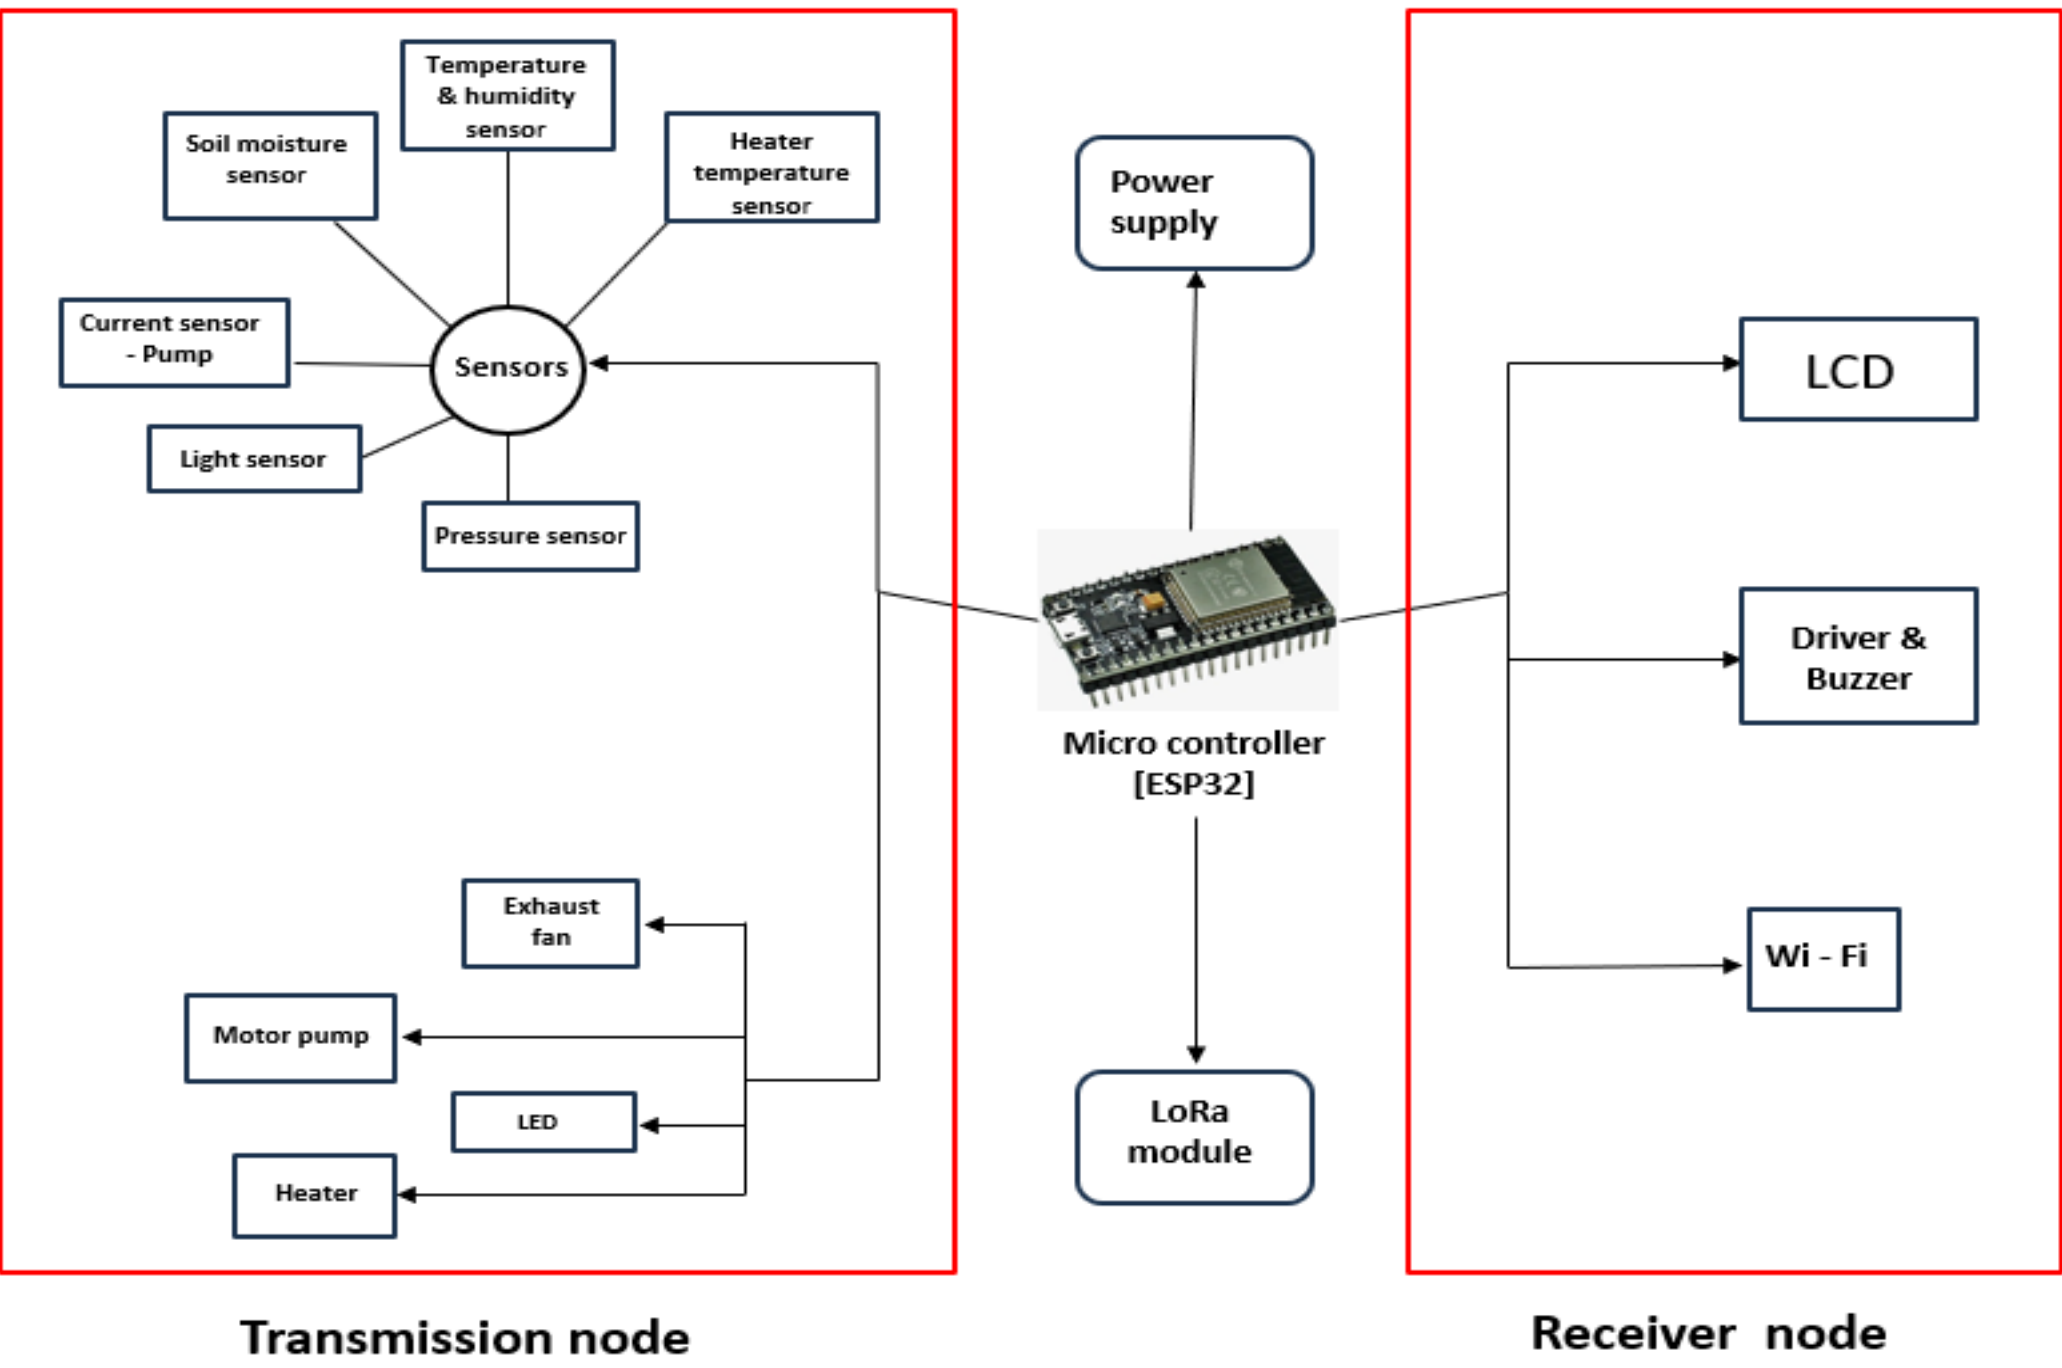 Temperature
& humidity
sensor
Soil moisture
sensor
Heater
temperature
sensor
Current sensor
- Pump
Sensors
Light sensor
Pressure sensor
Exhaust
fan
Motor pump
LED
Heater
Transmission node
Power
supply
Micro controller
[ESP32]
LoRa
module
LCD
Driver &
Buzzer
Wi - Fi
Receiver node